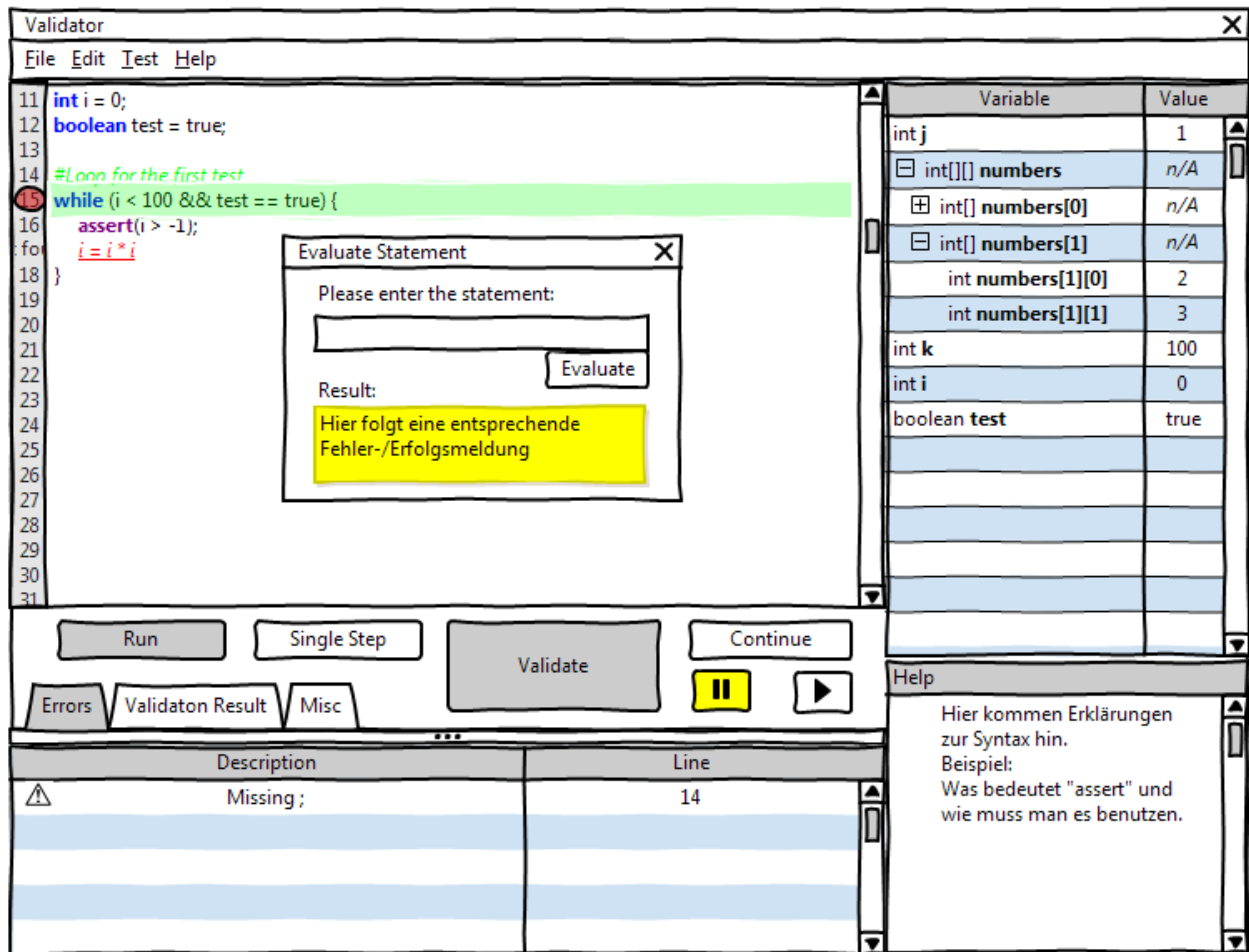 Validator
File Edit Test Help
11 int i = 0;
12 boolean test = true;
13
14 #Loop for the first test
15 while (i < 100 && test == true) {
16 assert(i > -1);
i = i * i
18 }
19
20
21
22
23
24
25
26
27
28
29
30
31
Evaluate Statement
Please enter the statement:
Evaluate
Result:
Hier folgt eine entsprechende
Fehler-/Erfolgsmeldung
Variable Value
int j 1
int[][] numbers n/A
int[] numbers[0] n/A
int[] numbers[1] n/A
int numbers[1][0] 2
int numbers[1][1] 3
int k 100
int i 0
boolean test true
Run Single Step Validate Continue
Errors Validaton Result Misc
Description Line
Missing ; 14
Help
Hier kommen Erklärungen
zur Syntax hin.
Beispiel:
Was bedeutet "assert" und
wie muss man es benutzen.